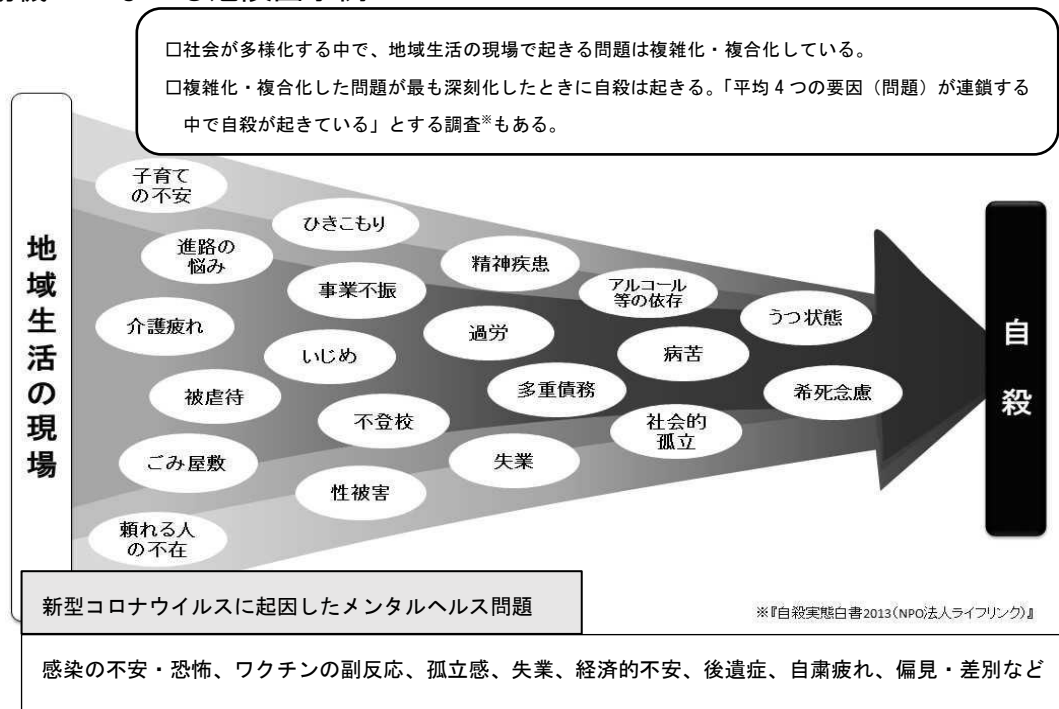 □社会が多様化する中で、地域生活の現場で起きる問題は複雑化・複合化している。
□複雑化・複合化した問題が最も深刻化したときに自殺は起きる。「平均４つの要因（問題）が連鎖する
中で自殺が起きている」とする調査※もある。
地域生活の現場
子育て
の不安
進路の
悩み
介護疲れ
被虐待
ごみ屋敷
頼れる人
の不在
ひきこもり
事業不振
いじめ
不登校
性被害
精神疾患
過労
多重債務
失業
アルコール
等の依存
病苦
社会的
孤立
うつ状態
希死念慮
自殺
新型コロナウイルスに起因したメンタルヘルス問題
※『自殺実態白書2013（NPO法人ライフリンク）』
感染の不安・恐怖、ワクチンの副反応、孤立感、失業、経済的不安、後遺症、自粛疲れ、偏見・差別など